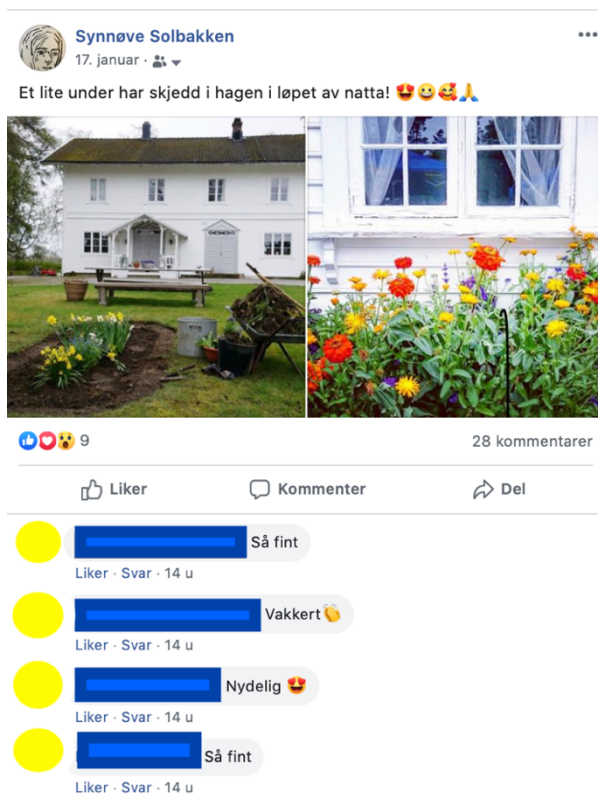 Synnøve Solbakken
17. januar ·
Et lite under har skjedd i hagen i løpet av natta! 😍😀🥰🙏
9
28 kommentarer
Liker
Kommenter
Del
Så fint
Liker · Svar · 14 u
Vakkert👏
Liker · Svar · 14 u
Nydelig 😍
Liker · Svar · 14 u
Så fint
Liker · Svar · 14 u